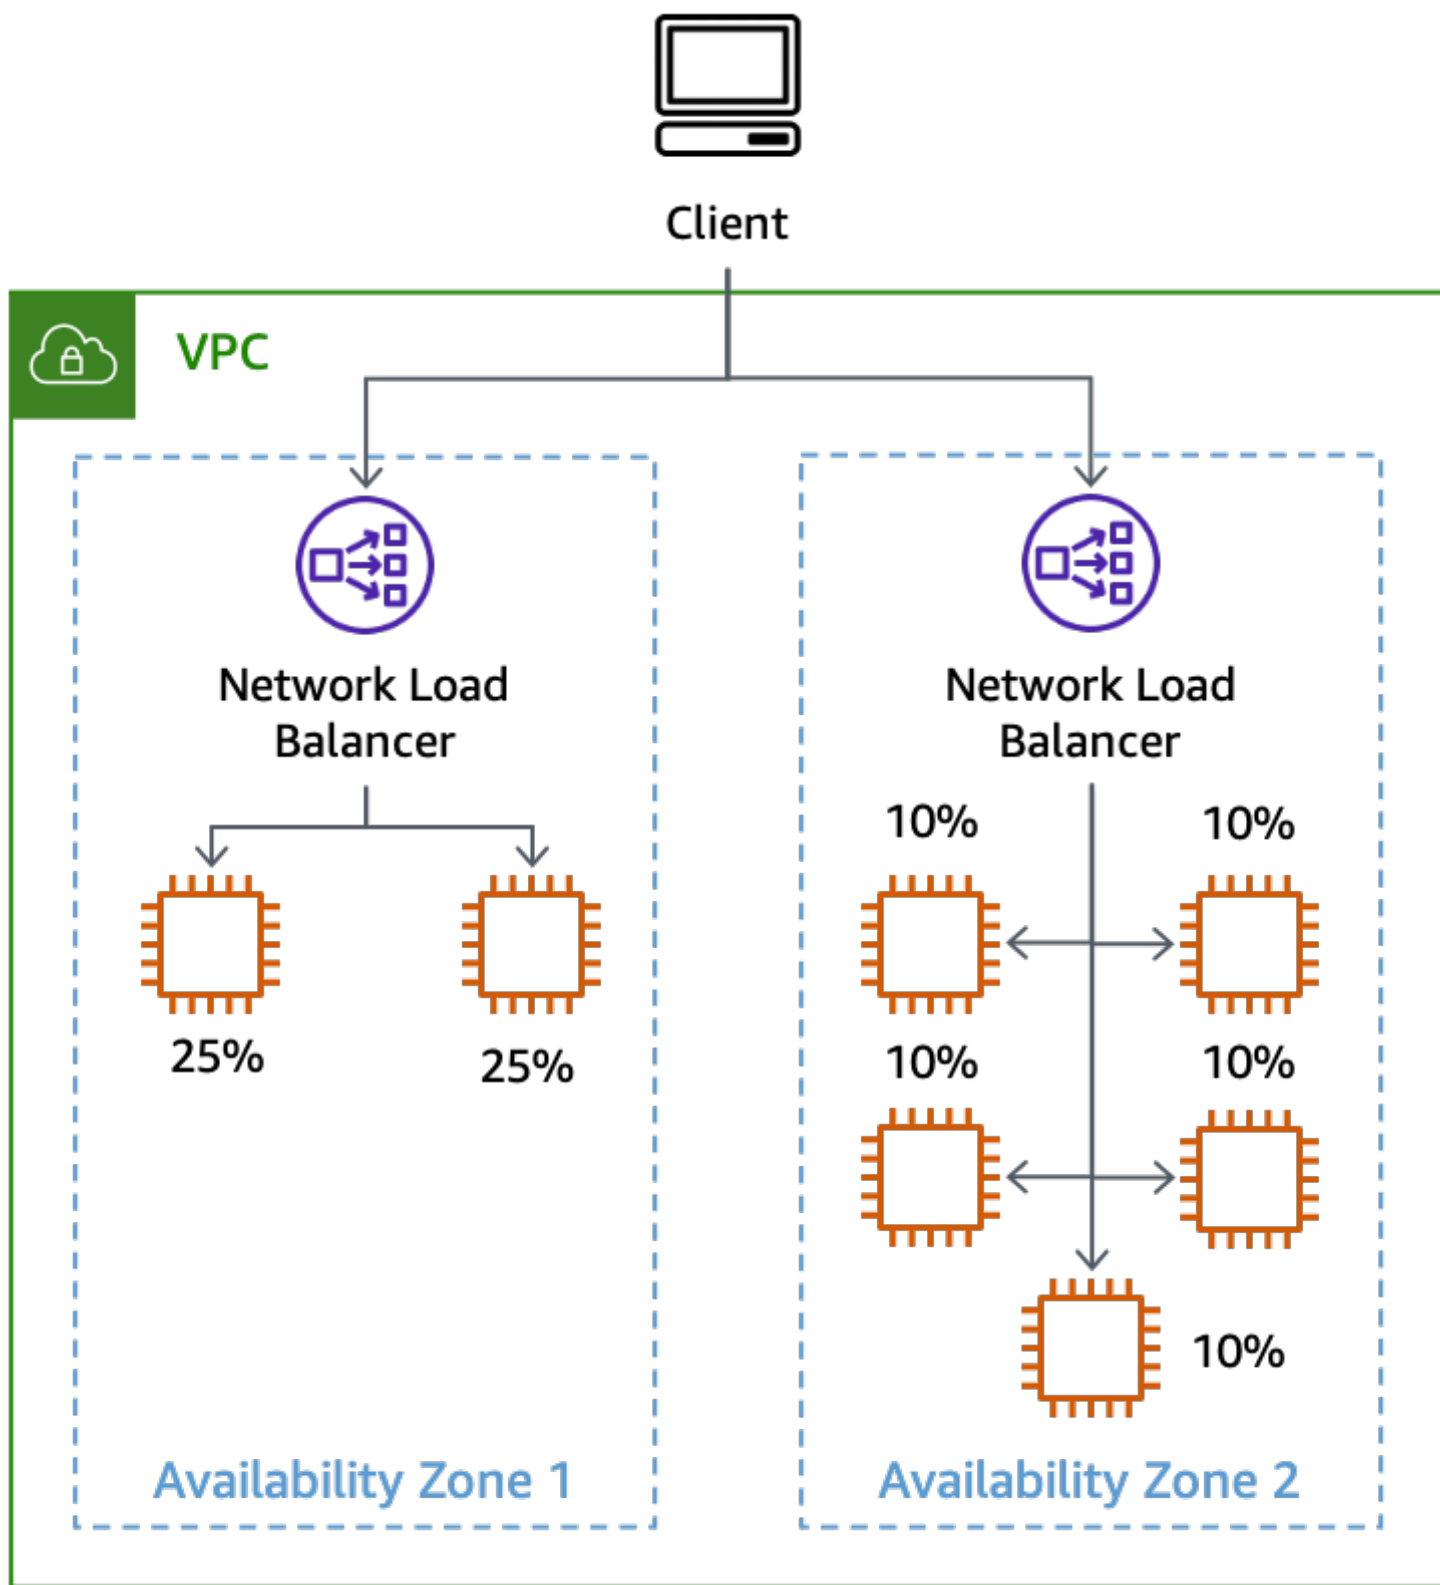 Client
VPC
Network Load
Balancer
Network Load
Balancer
10%
10%
25%
25%
10%
10%
10%
Availability Zone 1
Availability Zone 2